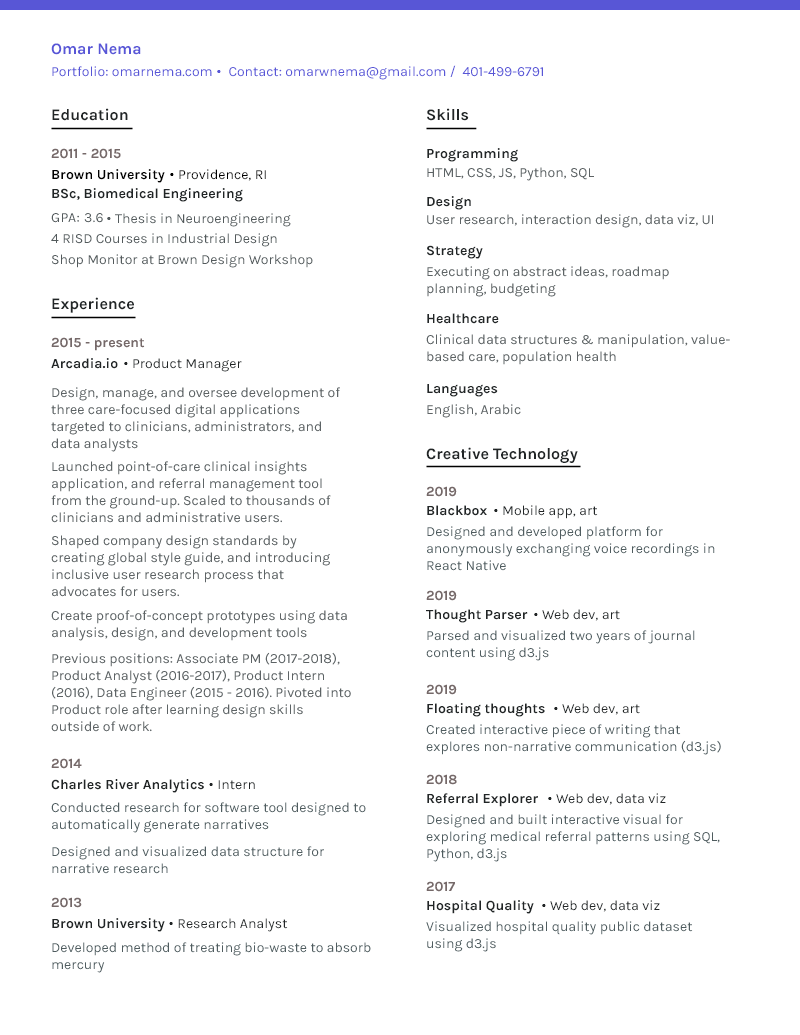 Omar Nema
Portfolio: omarnema.com • Contact: omarwnema@gmail.com / 401-499-6791
Education
2011 - 2015
Brown University • Providence, RI
BSc, Biomedical Engineering
GPA: 3.6 • Thesis in Neuroengineering
4 RISD Courses in Industrial Design
Shop Monitor at Brown Design Workshop
Experience
2015 - present
Arcadia.io • Product Manager
Design, manage, and oversee development of
three care-focused digital applications
targeted to clinicians, administrators, and
data analysts
Launched point-of-care clinical insights
application, and referral management tool
from the ground-up. Scaled to thousands of
clinicians and administrative users.
Shaped company design standards by
creating global style guide, and introducing
inclusive user research process that
advocates for users.
Create proof-of-concept prototypes using data
analysis, design, and development tools
Previous positions: Associate PM (2017-2018),
Product Analyst (2016-2017), Product Intern
(2016), Data Engineer (2015 - 2016). Pivoted into
Product role after learning design skills
outside of work.
2014
Charles River Analytics • Intern
Conducted research for software tool designed to
automatically generate narratives
Designed and visualized data structure for
narrative research
2013
Brown University • Research Analyst
Developed method of treating bio-waste to absorb
mercury
Skills
Programming
HTML, CSS, JS, Python, SQL
Design
User research, interaction design, data viz, UI
Strategy
Executing on abstract ideas, roadmap
planning, budgeting
Healthcare
Clinical data structures & manipulation, value-
based care, population health
Languages
English, Arabic
Creative Technology
2019
Blackbox • Mobile app, art
Designed and developed platform for
anonymously exchanging voice recordings in
React Native
2019
Thought Parser • Web dev, art
Parsed and visualized two years of journal
content using d3.js
2019
Floating thoughts • Web dev, art
Created interactive piece of writing that
explores non-narrative communication (d3.js)
2018
Referral Explorer • Web dev, data viz
Designed and built interactive visual for
exploring medical referral patterns using SQL,
Python, d3.js
2017
Hospital Quality • Web dev, data viz
Visualized hospital quality public dataset
using d3.js